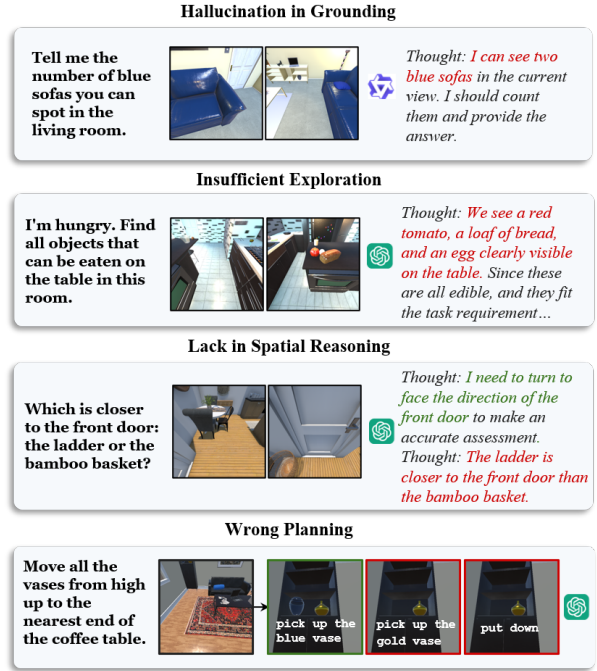 Hallucination in Grounding
Tell me the
number of blue
sofas you can
spot in the
living room.
Thought: I can see two
blue sofas in the current
view. I should count
them and provide the
answer.
Insufficient Exploration
I'm hungry. Find
all objects that
can be eaten on
the table in this
room.
Thought: We see a red
tomato, a loaf of bread,
and an egg clearly visible
on the table. Since these
are all edible, and they fit
the task requirement...
Lack in Spatial Reasoning
Which is closer
to the front door:
the ladder or the
bamboo basket?
Thought: I need to turn to
face the direction of the
front door to make an
accurate assessment.
Thought: The ladder is
closer to the front door than
the bamboo basket.
Wrong Planning
Move all the
vases from high
up to the
nearest end of
the coffee table.
pick up the
blue vase
pick up the
gold vase
put down